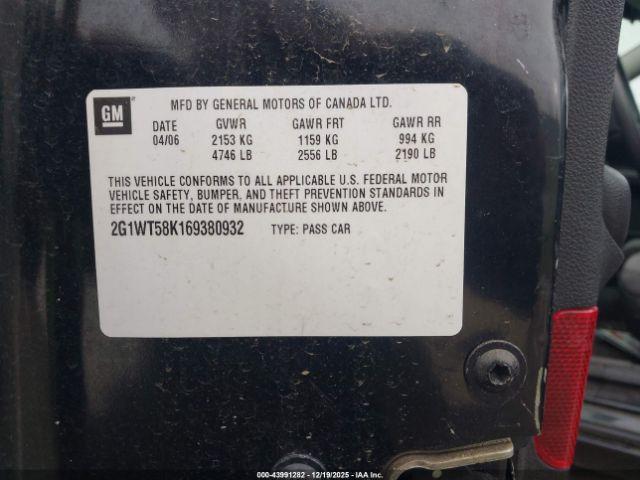 GM
MFD BY GENERAL MOTORS OF CANADA LTD.
DATE GVWR GAWR FRT GAWR RR
04/06 2153 KG 1159 KG 994 KG
4746 LB 2556 LB 2190 LB
THIS VEHICLE CONFORMS TO ALL APPLICABLE U.S. FEDERAL MOTOR
VEHICLE SAFETY, BUMPER, AND THEFT PREVENTION STANDARDS IN
EFFECT ON THE DATE OF MANUFACTURE SHOWN ABOVE.
2G1WT58K169380932 TYPE: PASS CAR
000-43991282 - 12/19/2025 - IAAI.com